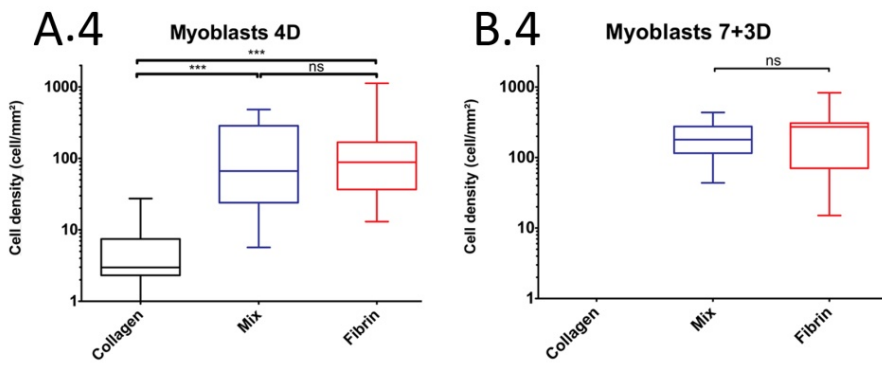 A.4
Myoblasts 4D
***
***
ns
Cell density (cell/mm²)
1000
100
10
1
Collagen
Mix
Fibrin
B.4
Myoblasts 7+3D
ns
Cell density (cell/mm²)
1000
100
10
1
Collagen
Mix
Fibrin